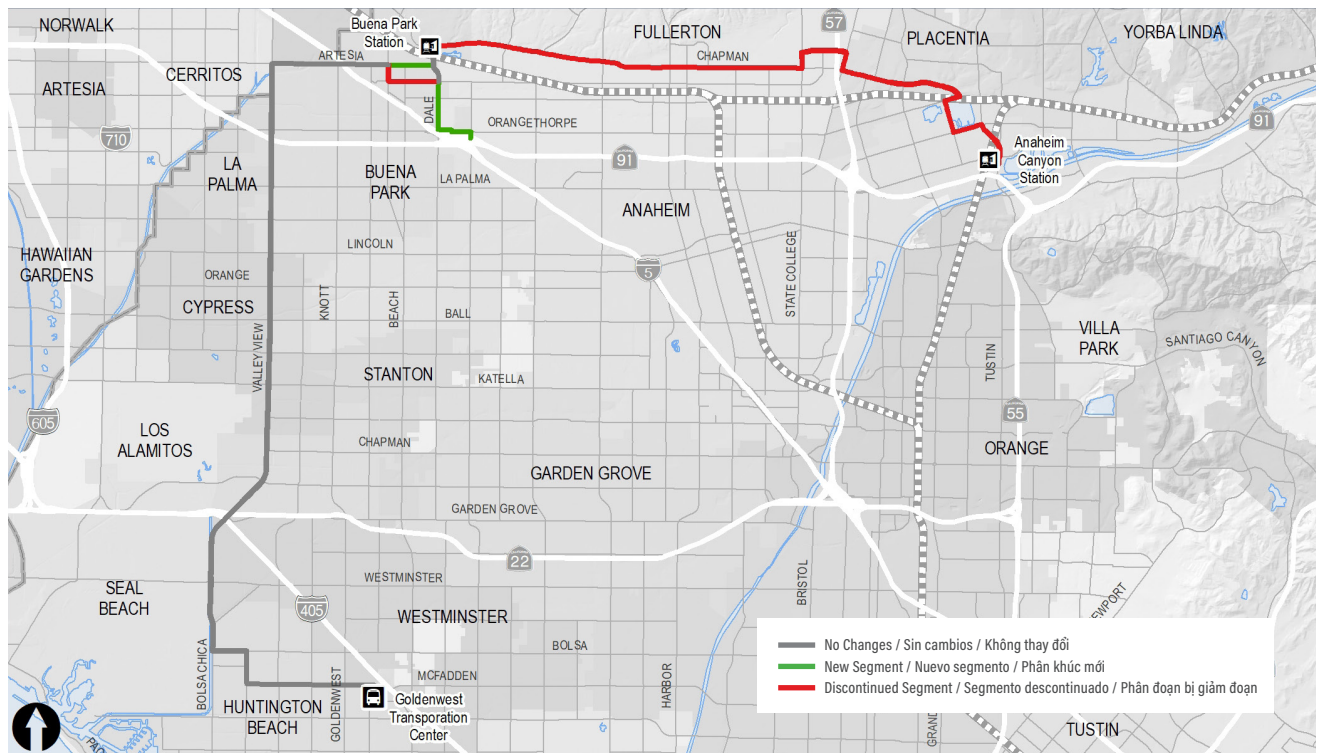 NORWALK
Buena Park
Station
FULLERTON
57
PLACENTIA
YORBA LINDA
ARTESIA
CHAPMAN
CERRITOS
ARTESIA
DALE
ORANGETHORPE
710
91
91
Anaheim
Canyon
Station
LA
PALMA
BUENA
PARK
LA PALMA
ANAHEIM
HAWAIIAN
GARDENS
LINCOLN
ORANGE
5
STATE COLLEGE
CYPRESS
KNOTT
BEACH
BALL
VALLEY VIEW
VILLA
PARK
SANTIAGO CANYON
STANTON
KATELLA
TUSTIN
605
LOS
ALAMITOS
CHAPMAN
55
ORANGE
GARDEN GROVE
GARDEN GROVE
22
SEAL
BEACH
WESTMINSTER
BRISTOL
405
WESTMINSTER
EWPORT
No Changes / Sin cambios / Không thay đổi
BOLSA
New Segment / Nuevo segmento / Phân khúc mới
MCFADDEN
Discontinued Segment / Segmento descontinuado / Phân đoạn bị giảm đoạn
BOLSA CHICA
HUNTINGTON
BEACH
GOLDENWEST
Goldenwest
Transporation
Center
HARBOR
GRAND
TUSTIN